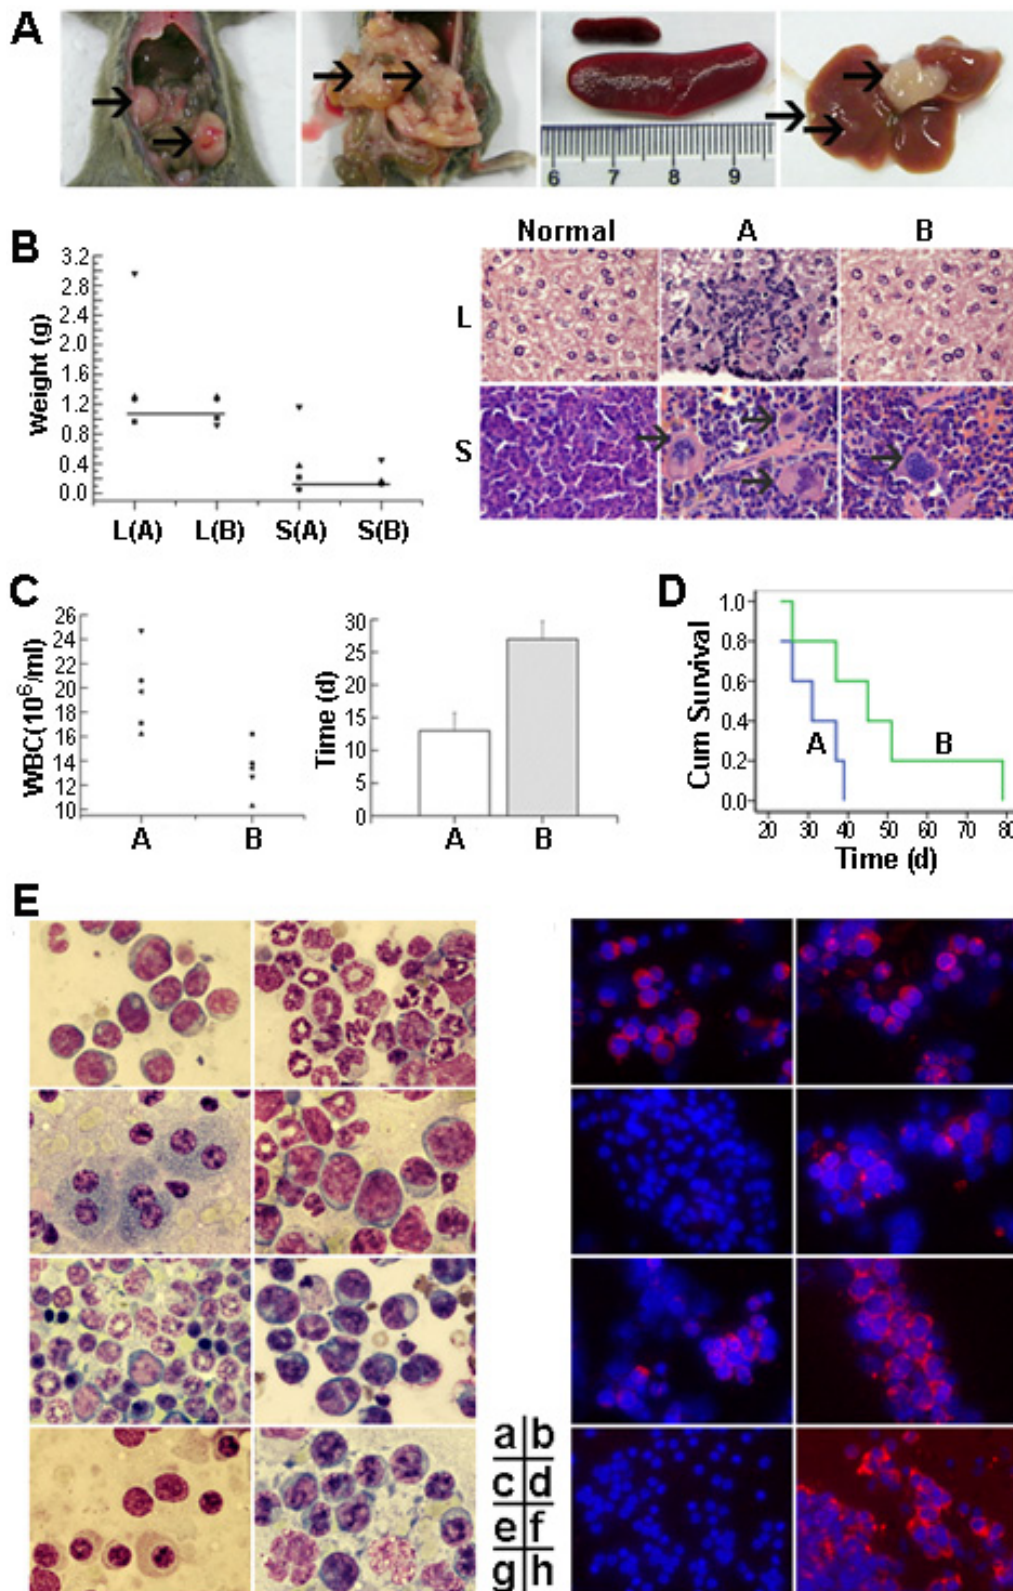 A
6 7 8 9
B
Normal A B
3.2
2.8
2.4
2.0
1.6
1.2
0.8
0.4
0.0
Weight (g)
L(A) L(B) S(A) S(B)
L
S
C
26
24
22
20
18
16
14
12
10
WBC(10⁶/ml)
A B
30
25
20
15
10
5
0
Time (d)
A B
D
1.0
0.8
0.6
0.4
0.2
0.0
Cum Survival
A B
20 30 40 50 60 70 80
Time (d)
E
a b
c d
e f
g h